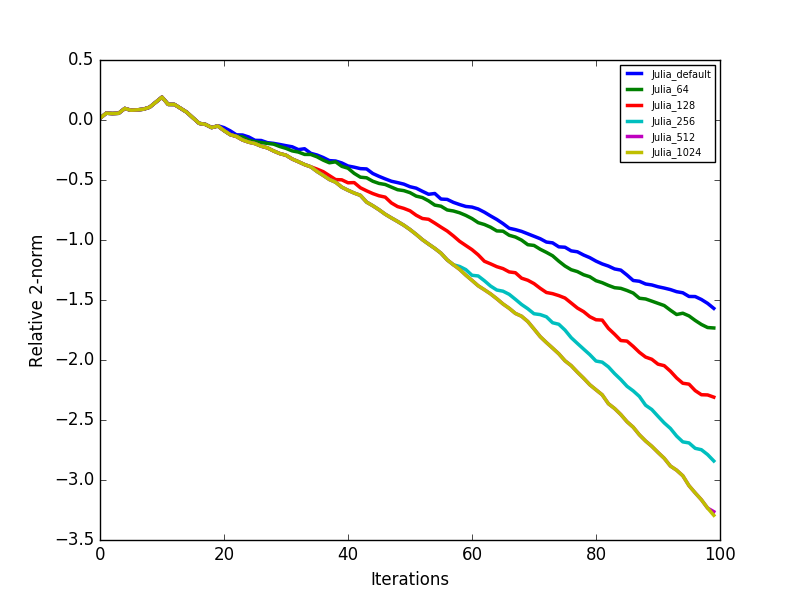 0.5
0.0
−0.5
−1.0
−1.5
−2.0
−2.5
−3.0
−3.5
Relative 2-norm
0 20 40 60 80 100
Iterations
Julia_default
Julia_64
Julia_128
Julia_256
Julia_512
Julia_1024